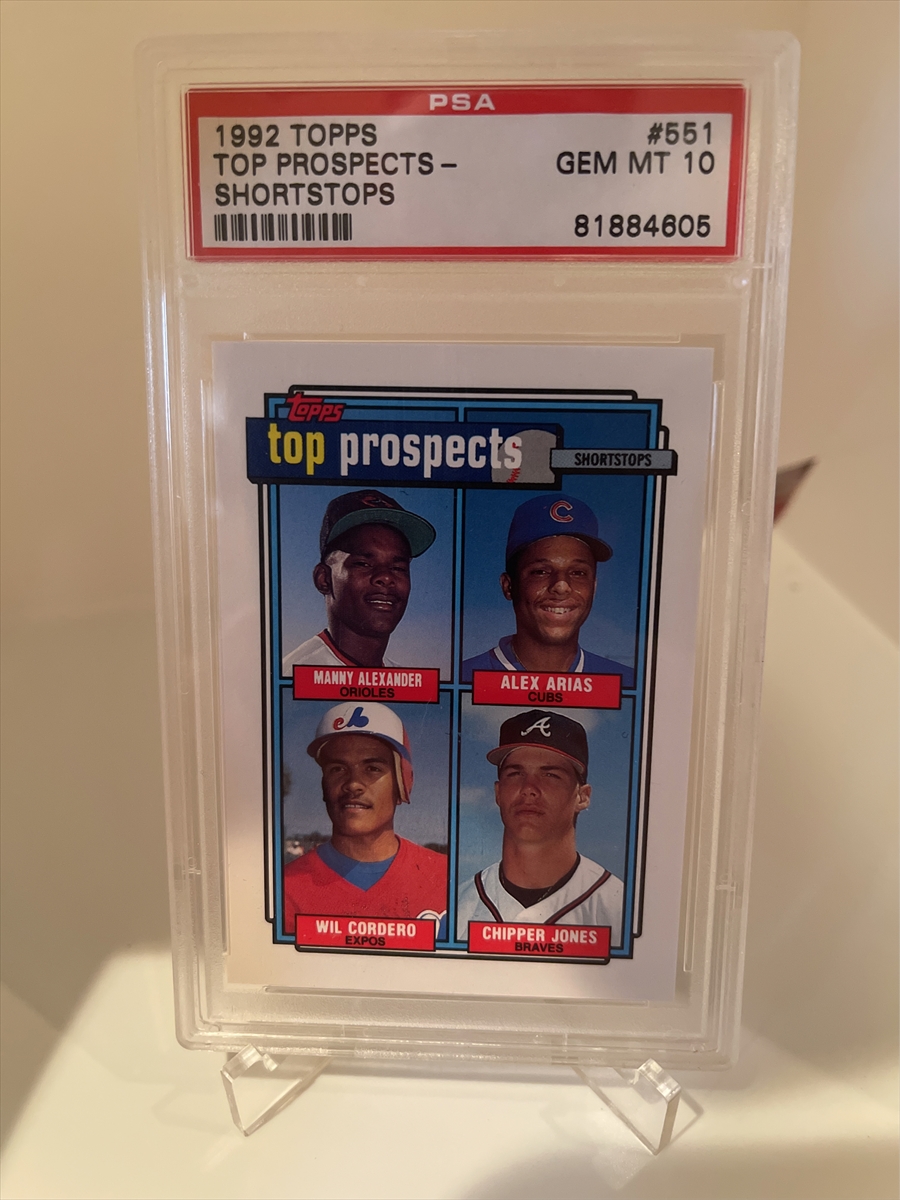 PSA
1992 TOPPS #551
TOP PROSPECTS- GEM MT 10
SHORTSTOPS
81884605
TOPPS
top prospects
SHORTSTOPS
MANNY ALEXANDER
ORIOLES
C
ALEX ARIAS
CUBS
eb
WIL CORDERO
EXPOS
A
CHIPPER JONES
BRAVES